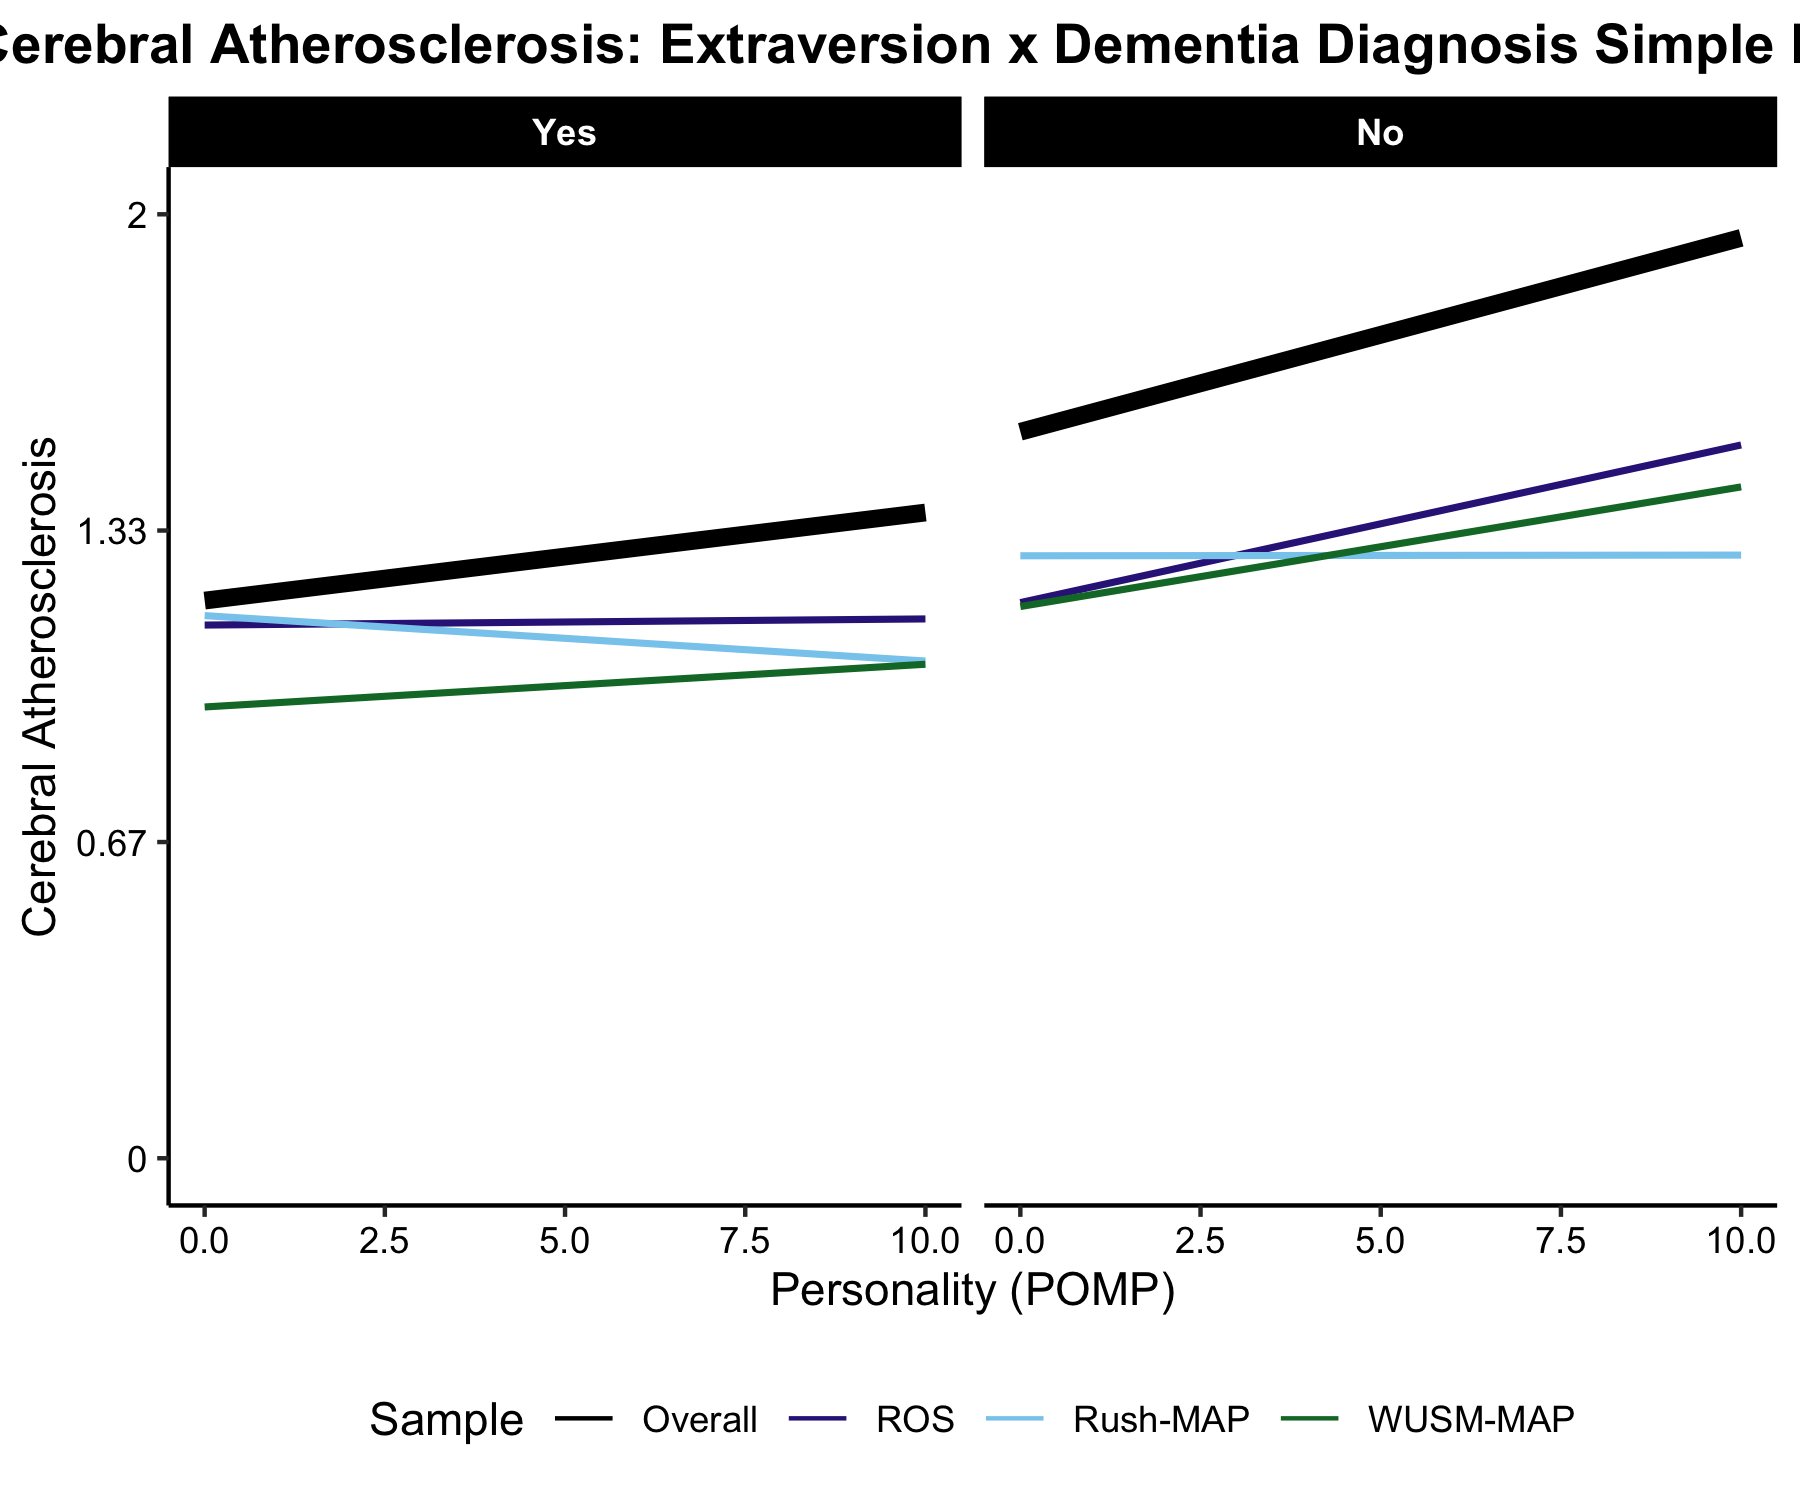 Cerebral Atherosclerosis: Extraversion x Dementia Diagnosis Simple
Yes
No
2
1.33
0.67
0
Cerebral Atherosclerosis
0.0 2.5 5.0 7.5 10.0 0.0 2.5 5.0 7.5 10.0
Personality (POMP)
Sample Overall ROS Rush-MAP WUSM-MAP